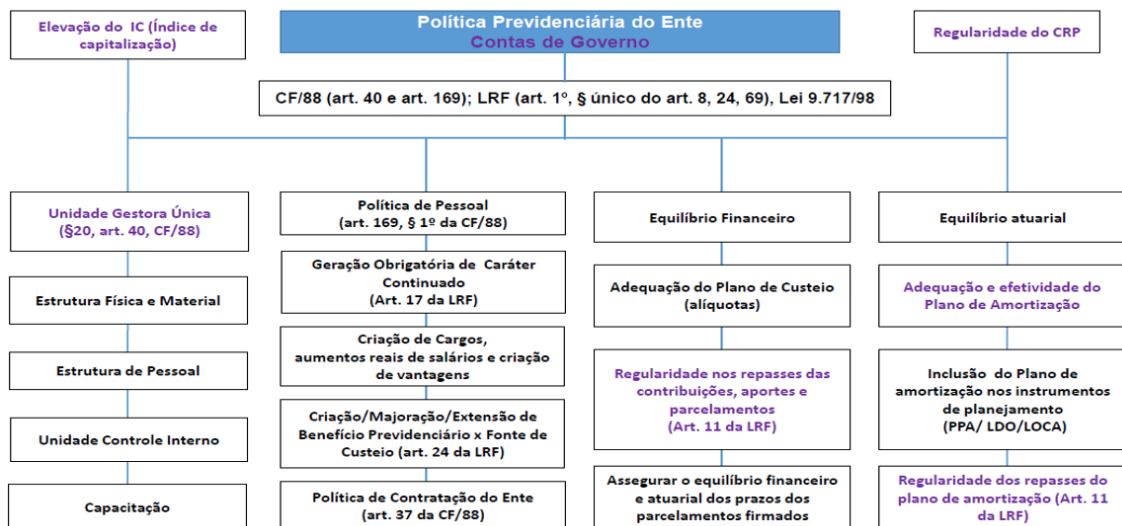 Elevação do IC (Índice de
capitalização)
Política Previdenciária do Ente
Contas de Governo
Regularidade do CRP
CF/88 (art. 40 e art. 169); LRF (art. 1º, § único do art. 8, 24, 69), Lei 9.717/98
Unidade Gestora Única
(§20, art. 40, CF/88)
Estrutura Física e Material
Estrutura de Pessoal
Unidade Controle Interno
Capacitação
Política de Pessoal
(art. 169, § 1º da CF/88)
Geração Obrigatória de Caráter
Continuado
(Art. 17 da LRF)
Criação de Cargos,
aumentos reais de salários e criação
de vantagens
Criação/Majoração/Extensão de
Benefício Previdenciário x Fonte de
Custeio (art. 24 da LRF)
Política de Contratação do Ente
(art. 37 da CF/88)
Equilíbrio Financeiro
Adequação do Plano de Custeio
(alíquotas)
Regularidade nos repasses das
contribuições, aportes e
parcelamentos
(Art. 11 da LRF)
Assegurar o equilíbrio financeiro
e atuarial dos prazos dos
parcelamentos firmados
Equilíbrio atuarial
Adequação e efetividade do
Plano de Amortização
Inclusão do Plano de
amortização nos instrumentos
de planejamento
(PPA/ LDO/LOCA)
Regularidade dos repasses do
plano de amortização (Art. 11
da LRF)